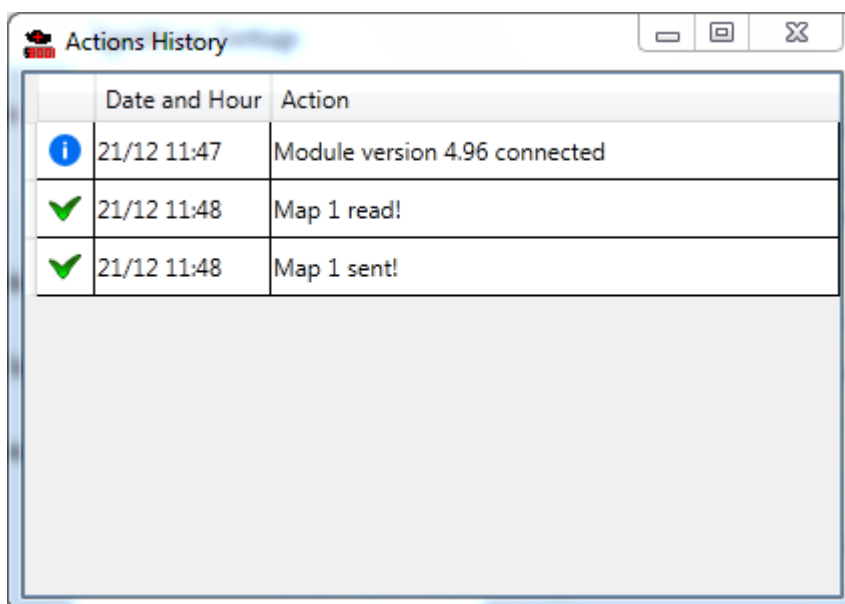 Actions History
Date and Hour Action
21/12 11:47 Module version 4.96 connected
21/12 11:48 Map 1 read!
21/12 11:48 Map 1 sent!